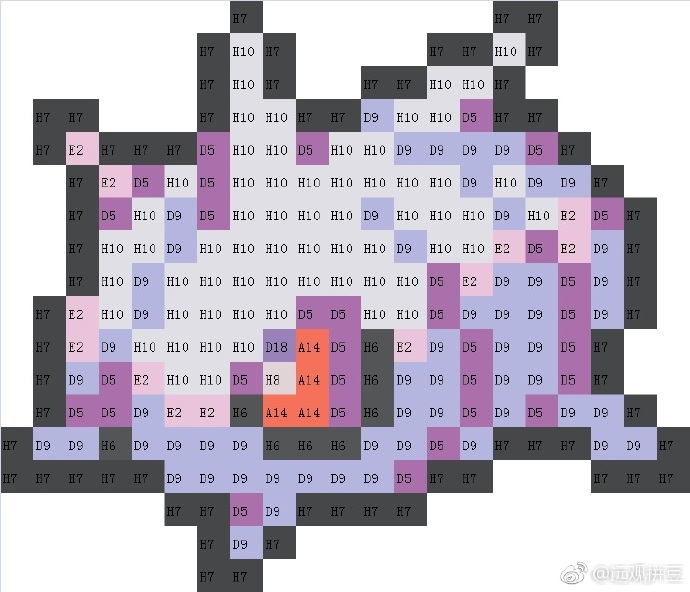 H7 H7 H7
H7 H10 H7 H7 H7 H10 H7
H7 H10 H7 H7 H7 H10 H10 H7
H7 H7 H7 H10 H10 H7 H7 D9 H10 H10 D5 H7 H7
H7 E2 H7 H7 H7 D5 H10 H10 D5 H10 H10 D9 D9 D9 D9 D5 H7
H7 E2 D5 H10 D5 H10 H10 H10 H10 H10 H10 H10 D9 H10 D9 D9 H7
H7 D5 H10 D9 D5 H10 H10 H10 H10 D9 H10 H10 H10 D9 H10 E2 D5 H7
H7 H10 H10 D9 H10 H10 H10 H10 H10 H10 D9 H10 H10 E2 D5 E2 D9 H7
H7 H10 D9 H10 H10 H10 H10 H10 H10 H10 H10 D5 E2 D9 D9 D5 D9 H7
H7 E2 H10 D9 H10 H10 H10 H10 D5 D5 H10 H10 D5 D9 D9 D9 D5 D9 H7
H7 E2 D9 H10 H10 H10 H10 D18 A14 D5 H6 E2 D9 D5 D9 D9 D5 H7
H7 D9 D5 E2 H10 H10 D5 H8 A14 D5 H6 D9 D9 D5 D9 D9 D5 H7
H7 D5 D5 D9 E2 E2 H6 A14 A14 D5 H6 D9 D9 D5 D9 D5 D9 D9 H7
H7 D9 D9 H6 D9 D9 D9 D9 H6 H6 H6 D9 D9 D5 D9 H7 H7 H7 D9 D9 H7
H7 H7 H7 H7 H7 D9 D9 D9 D9 D9 D9 D9 D5 H7 H7 H7 H7 H7
H7 H7 D5 D9 H7 H7 H7 H7
H7 D9 H7
H7 H7
@远观拼豆